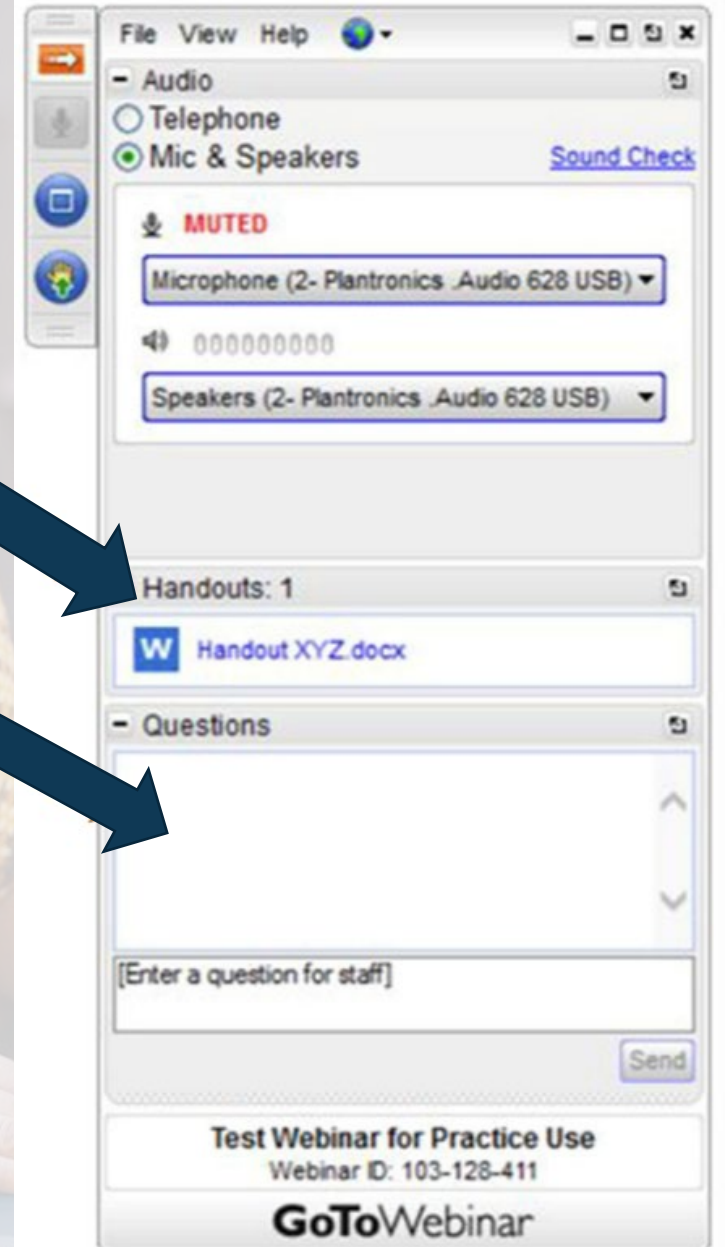 File View Help
Audio
Telephone
Mic & Speakers Sound Check
MUTED
Microphone (2- Plantronics .Audio 628 USB)
000000000
Speakers (2- Plantronics .Audio 628 USB)
Handouts: 1
W Handout XYZ.docx
Questions
[Enter a question for staff]
Send
Test Webinar for Practice Use
Webinar ID: 103-128-411
GoToWebinar